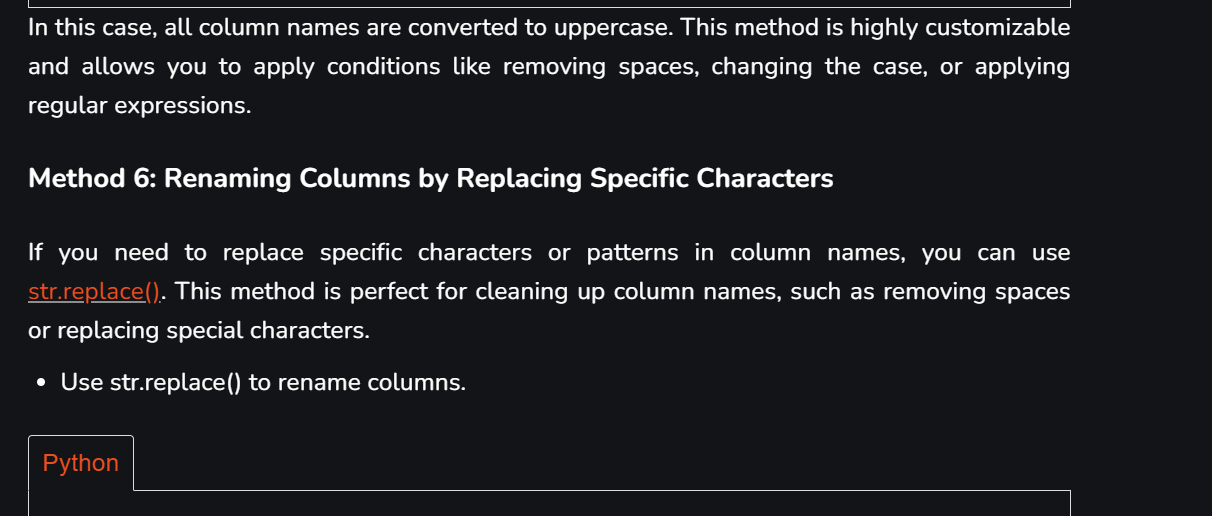 In this case, all column names are converted to uppercase. This method is highly customizable
and allows you to apply conditions like removing spaces, changing the case, or applying
regular expressions.
Method 6: Renaming Columns by Replacing Specific Characters
If you need to replace specific characters or patterns in column names, you can use
str.replace(). This method is perfect for cleaning up column names, such as removing spaces
or replacing special characters.
• Use str.replace() to rename columns.
Python